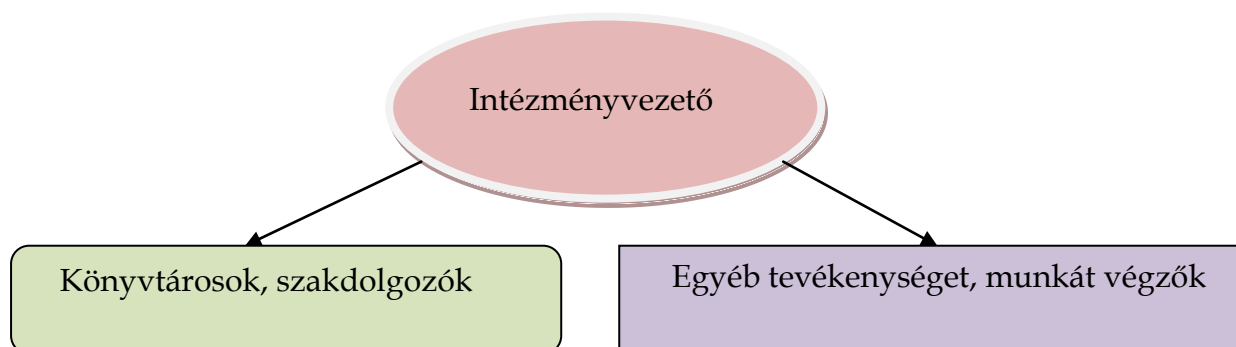 Intézményvezető
Könyvtárosok, szakdolgozók
Egyéb tevékenységet, munkát végzők